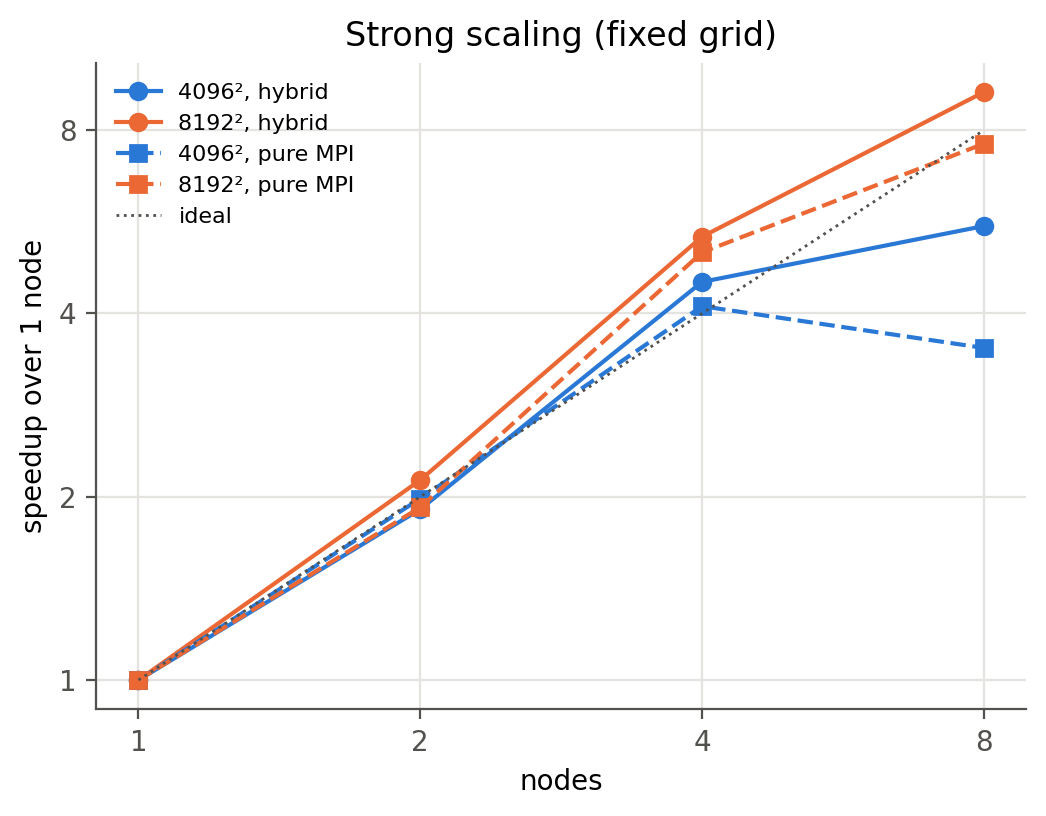 Strong scaling (fixed grid)
4096², hybrid
8192², hybrid
4096², pure MPI
8192², pure MPI
ideal
speedup over 1 node
8
4
2
1
1 2 4 8
nodes